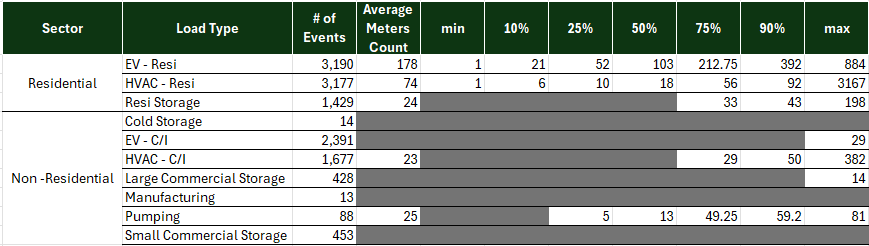 Sector Load Type # of Events Average Meters Count min 10% 25% 50% 75% 90% max
Residential EV - Resi 3,190 178 1 21 52 103 212.75 392 884
HVAC - Resi 3,177 74 1 6 10 18 56 92 3167
Resi Storage 1,429 24 33 43 198
Non -Residential Cold Storage 14
EV - C/I 2,391 29
HVAC - C/I 1,677 23 29 50 382
Large Commercial Storage 428 14
Manufacturing 13
Pumping 88 25 5 13 49.25 59.2 81
Small Commercial Storage 453